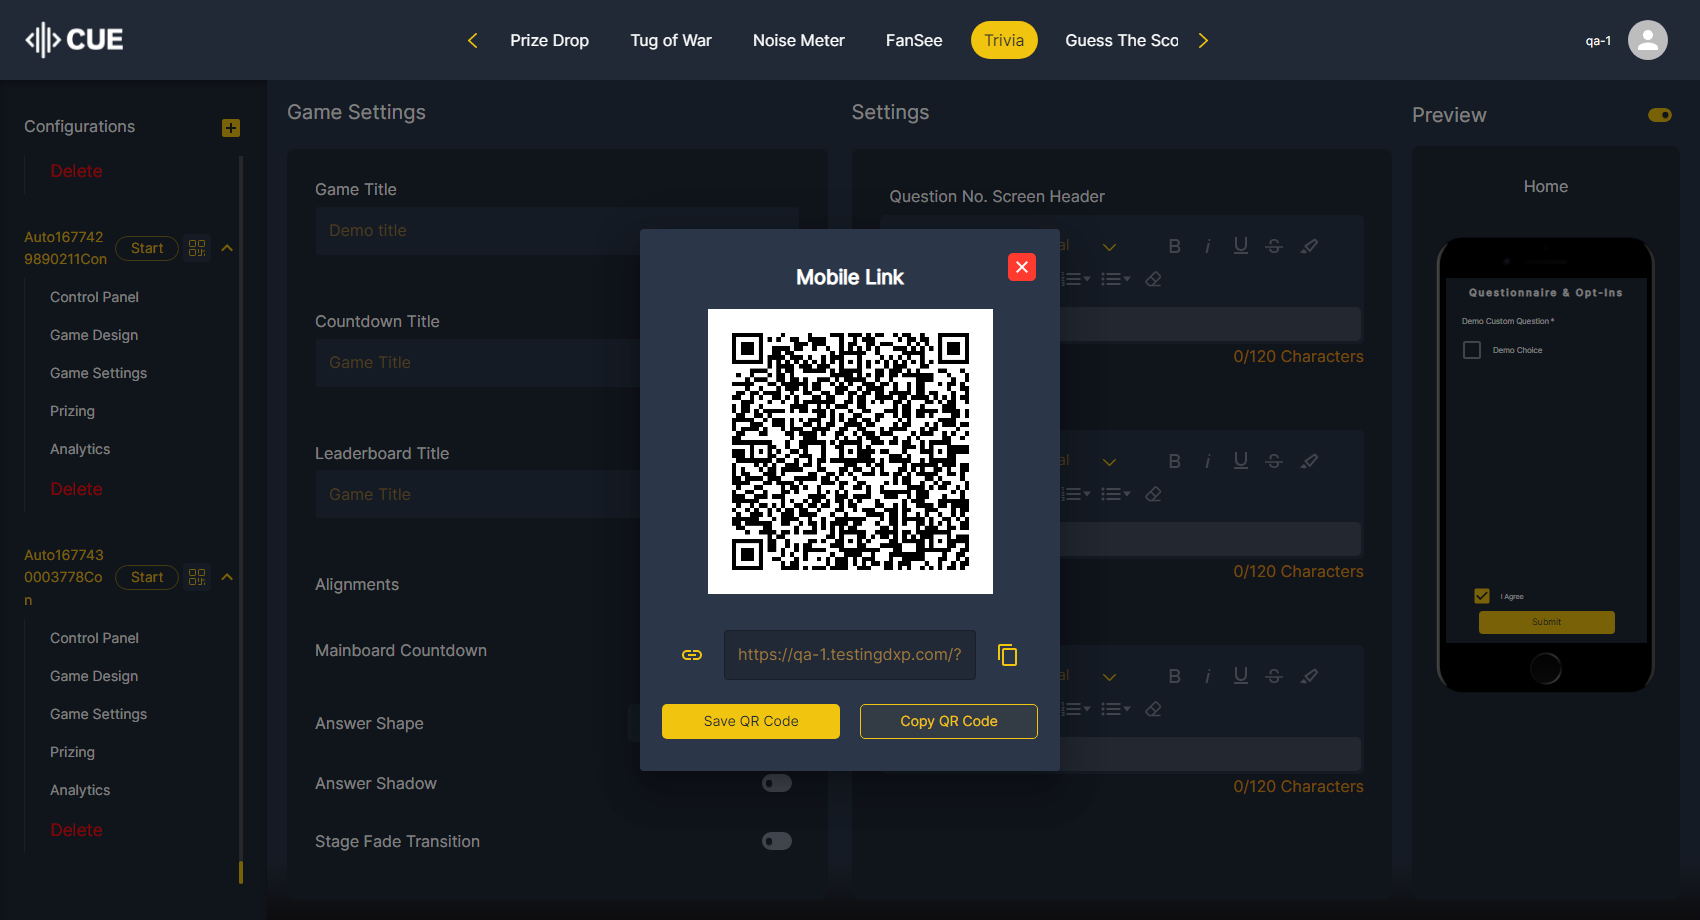 CUE
Prize Drop
Tug of War
Noise Meter
FanSee
Trivia
Guess The Sco
qa-1
Configurations
Delete
Auto167742
9890211Con
Start
Control Panel
Game Design
Game Settings
Prizing
Analytics
Delete
Auto167743
0003778Co
n
Start
Control Panel
Game Design
Game Settings
Prizing
Analytics
Delete
Game Settings
Game Title
Demo title
Countdown Title
Game Title
Leaderboard Title
Game Title
Alignments
Mainboard Countdown
Answer Shape
Answer Shadow
Stage Fade Transition
Mobile Link
https://qa-1.testingdxp.com/?
Save QR Code
Copy QR Code
Settings
Question No. Screen Header
al
B i U S
0/120 Characters
al
B i U S
0/120 Characters
al
B i U S
0/120 Characters
Preview
Home
Questionnaire & Opt-Ins
Demo Custom Question *
Demo Choice
I Agree
Submit